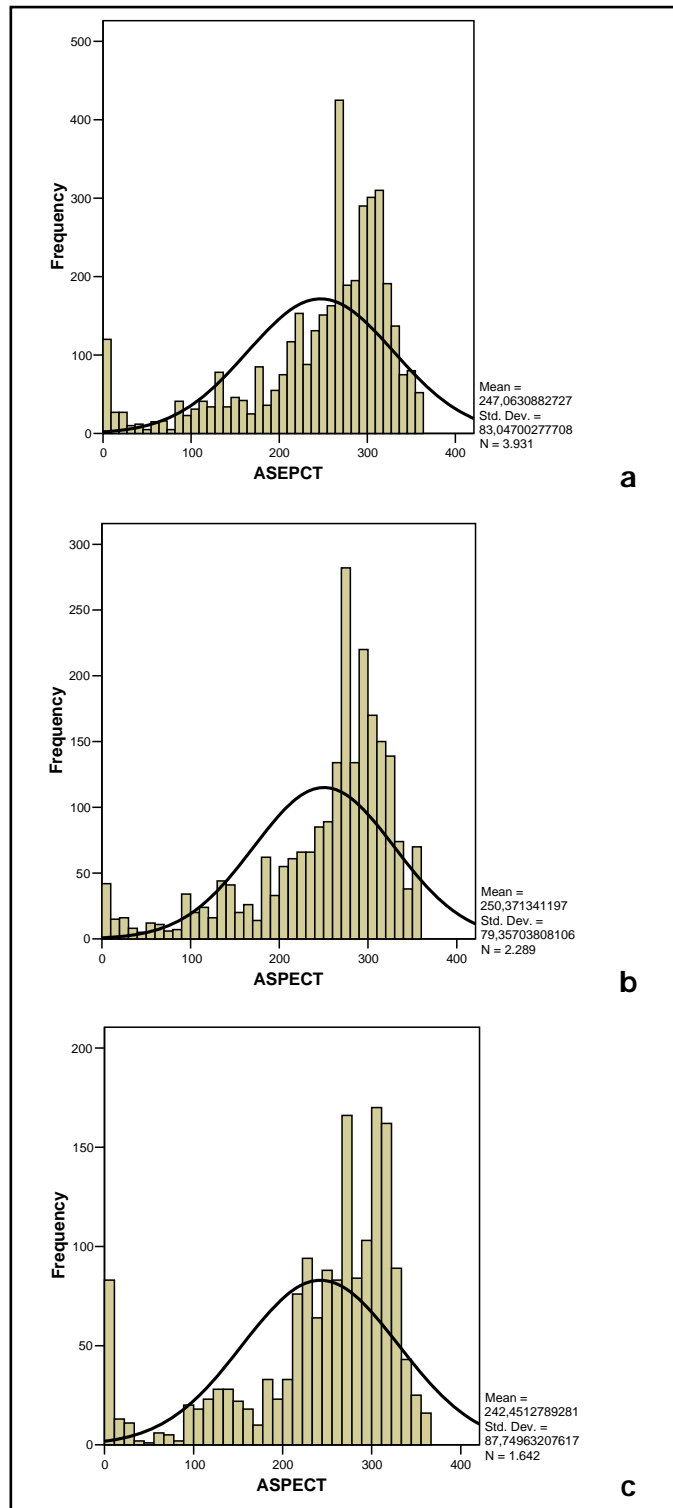 500
400
300
200
100
0
Frequency
0 100 200 300 400
ASEPCT
Mean =
247,0630882727
Std. Dev. =
83,04700277708
N = 3.931
a
300
250
200
150
100
50
0
Frequency
0 100 200 300 400
ASPECT
Mean =
250,371341197
Std. Dev. =
79,35703808106
N = 2.289
b
200
150
100
50
0
Frequency
0 100 200 300 400
ASPECT
Mean =
242,4512789281
Std. Dev. =
87,74963207617
N = 1.642
c